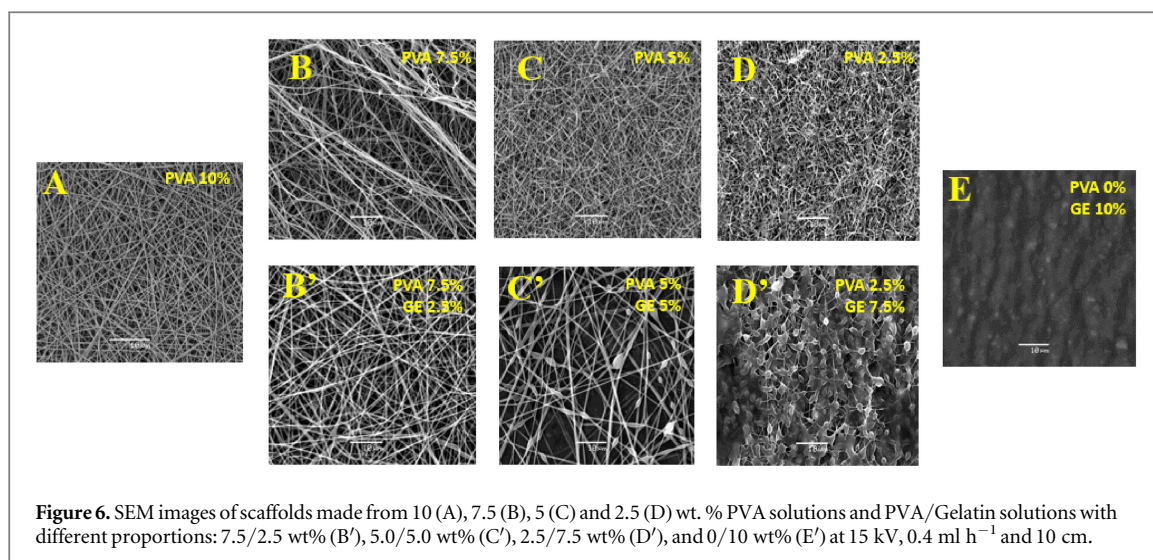 A
PVA 10%
B
PVA 7.5%
C
PVA 5%
D
PVA 2.5%
B’
PVA 7.5%
GE 2.5%
C’
PVA 5%
GE 5%
D’
PVA 2.5%
GE 7.5%
E
PVA 0%
GE 10%
10μm
Figure 6. SEM images of scaffolds made from 10 (A), 7.5 (B), 5 (C) and 2.5 (D) wt. % PVA solutions and PVA/Gelatin solutions with
different proportions: 7.5/2.5 wt% (B′), 5.0/5.0 wt% (C′), 2.5/7.5 wt% (D′), and 0/10 wt% (E′) at 15 kV, 0.4 ml h⁻¹ and 10 cm.